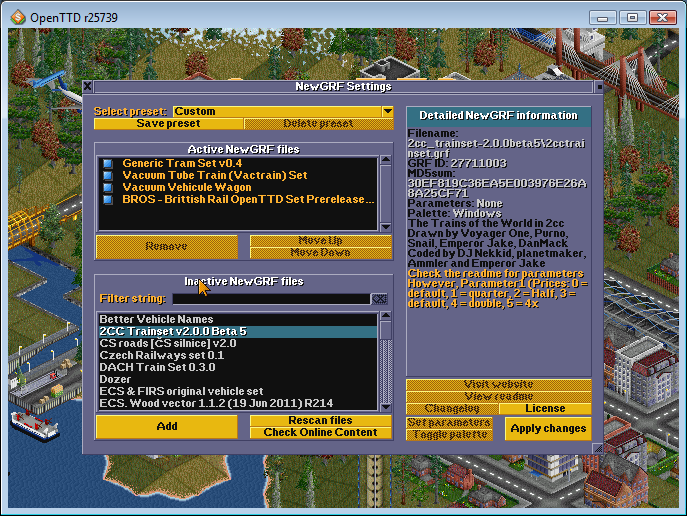 OpenTTD r25739
NewGRF Settings
Select preset: Custom
Save preset
Delete preset
Active NewGRF files
Generic Tram Set v0.4
Vacuum Tube Train (Vactrain) Set
Vacuum Vehicule Wagon
BROS - Brittish Rail OpenTTD Set Prerelease...
Remove
Move Up
Move Down
Inactive NewGRF files
Filter string:
Better Vehicle Names
2CC Trainset v2.0.0 Beta 5
CS roads [ČS silnice] v2.0
Czech Railways set 0.1
DACH Train Set 0.3.0
Dozer
ECS & FIRS original vehicle set
ECS. Wood vector 1.1.2 (19 Jun 2011) R214
Add
Rescan files
Check Online Content
Detailed NewGRF information
Filename:
2cc_trainset-2.0.0beta5\2cctrai
nset.grf
GRF ID: 27711003
MD5sum:
30EF819C36EA5E003976E26A
8A25CF71
Parameters: None
Palette: Windows
The Trains of the World in 2cc
Drawn by Voyager One, Purno,
Snail, Emperor Jake, DanMack
Coded by DJ Nekkid, planetmaker,
Ammler and Emperor Jake
Check the readme for parameters
However, Parameter1 (Prices: 0 =
default, 1 = quarter, 2 = Half, 3 =
default, 4 = double, 5 = 4x
Visit website
View readme
Changelog
License
Set parameters
Toggle palette
Apply changes